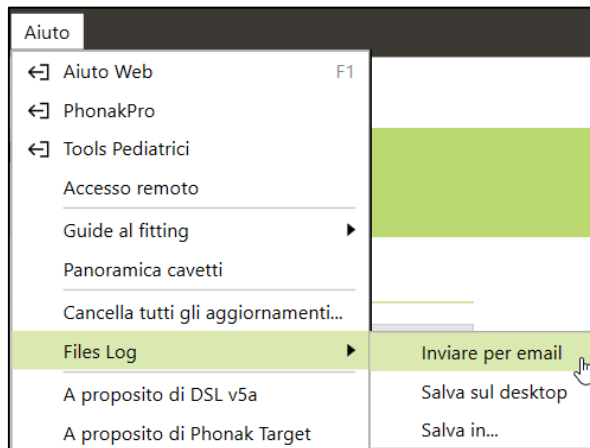 Aiuto
Aiuto Web F1
PhonakPro
Tools Pediatrici
Accesso remoto
Guide al fitting
Panoramica cavetti
Cancella tutti gli aggiornamenti...
Files Log
Inviare per email
Salva sul desktop
Salva in...
A proposito di DSL v5a
A proposito di Phonak Target